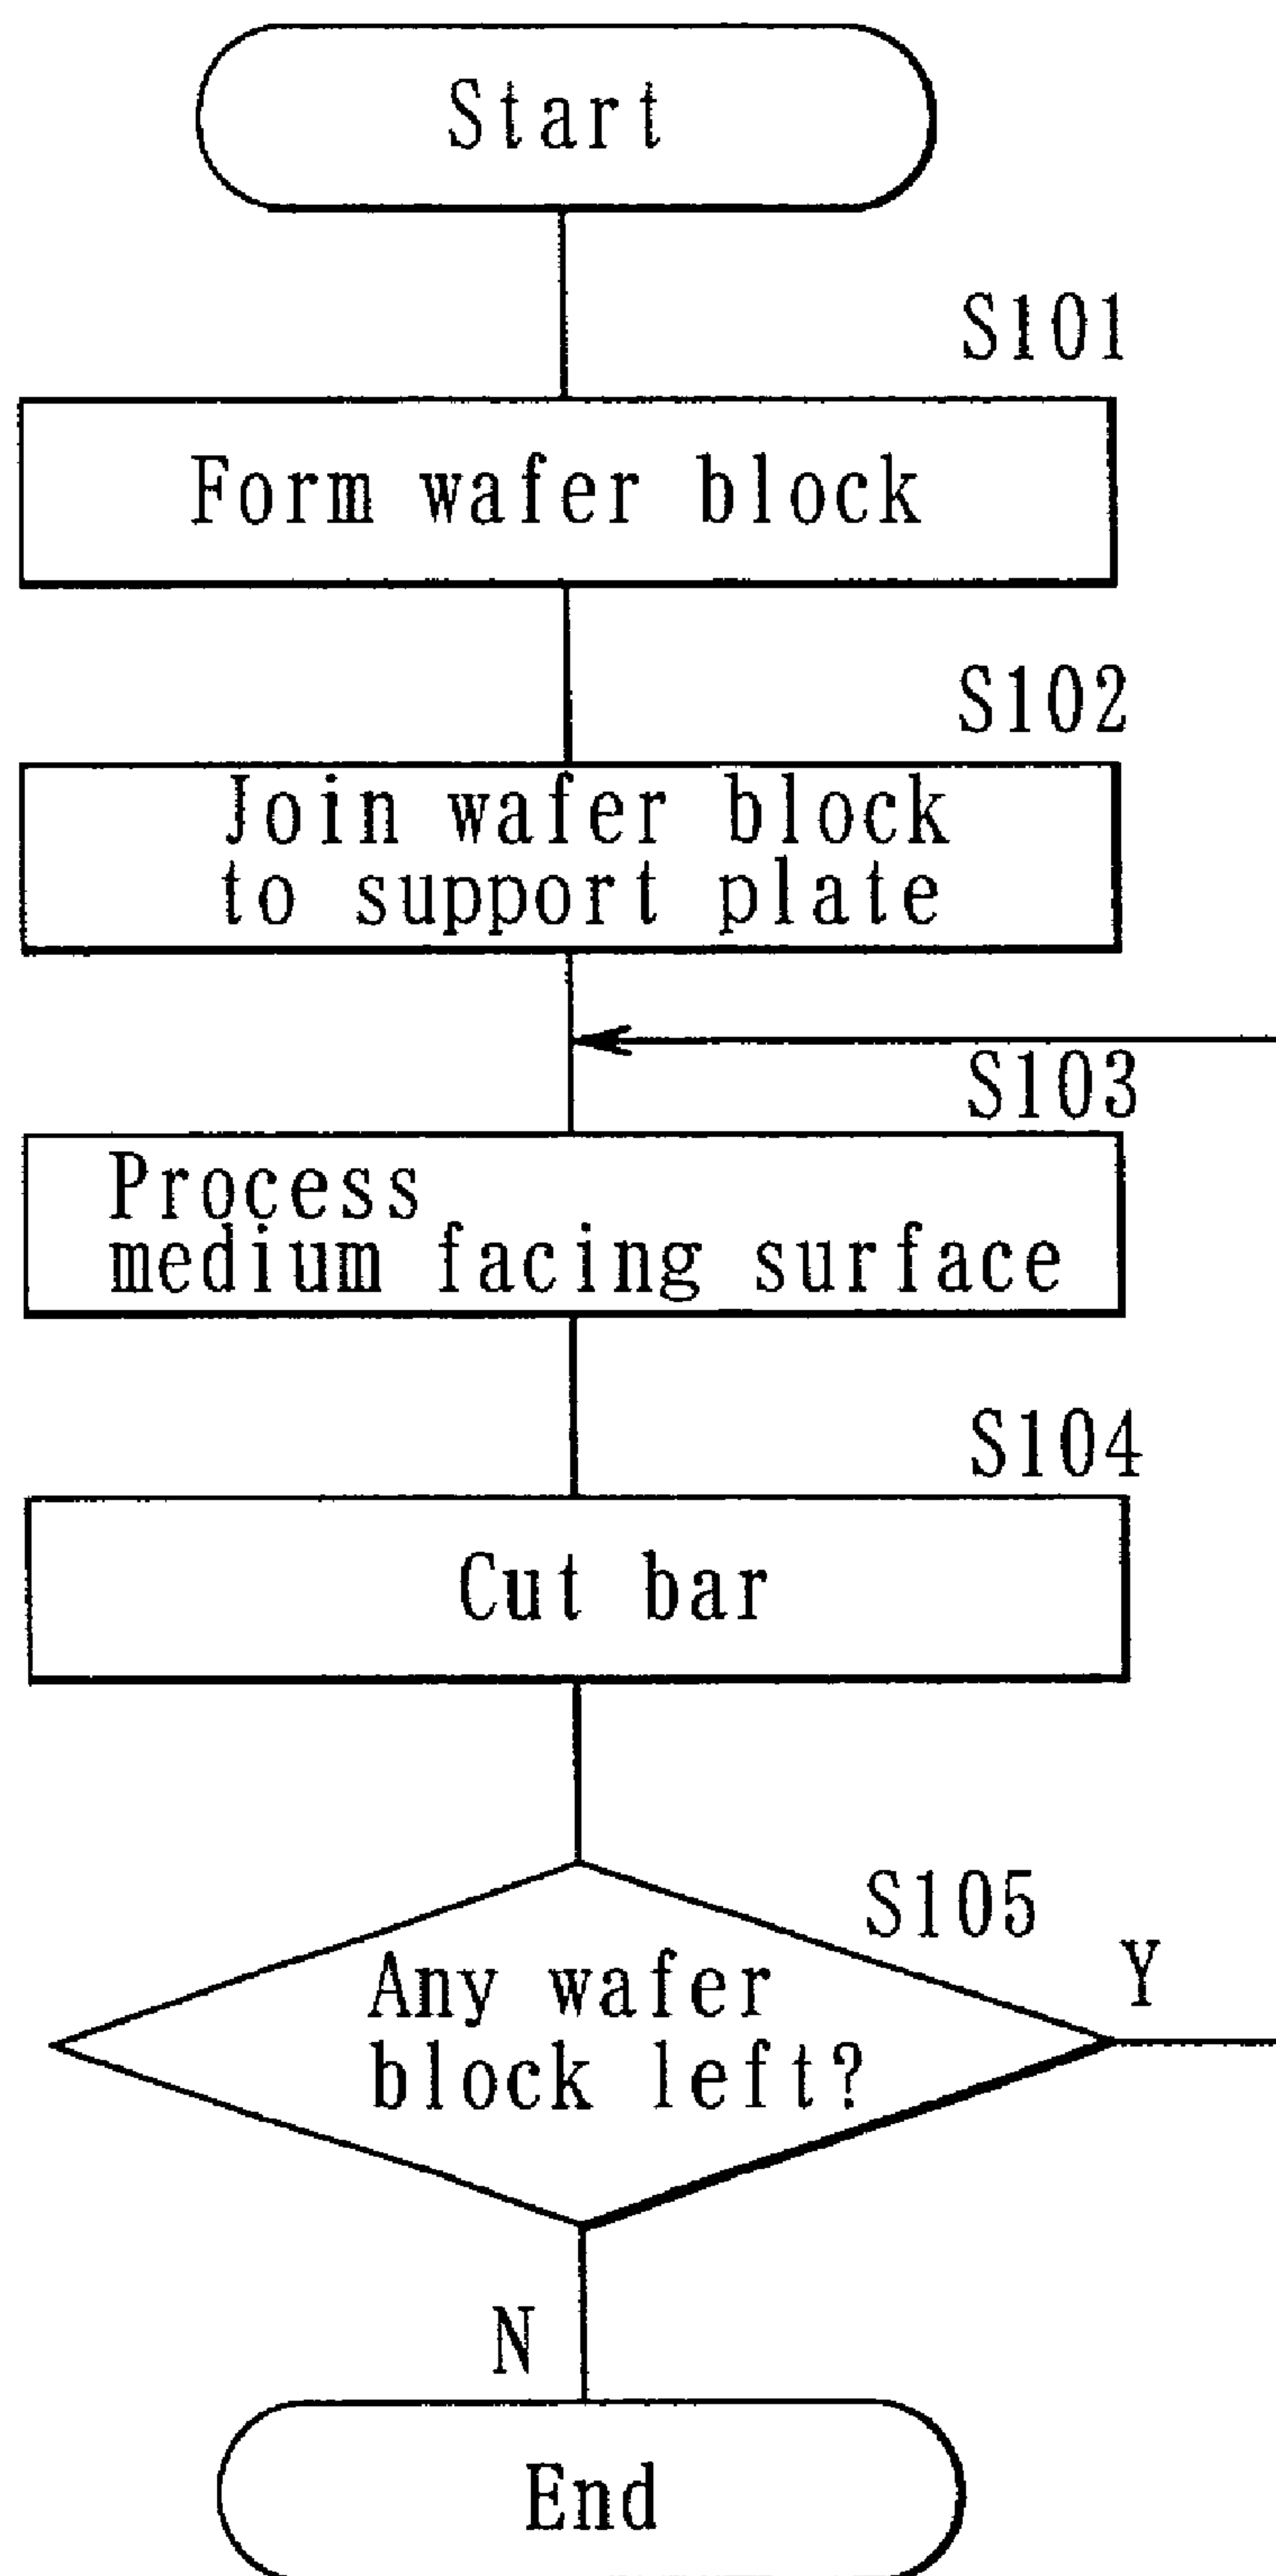 Start
S101
Form wafer block
S102
Join wafer block
to support plate
S103
Process
medium facing surface
S104
Cut bar
S105
Any wafer
block left?
Y
N
End